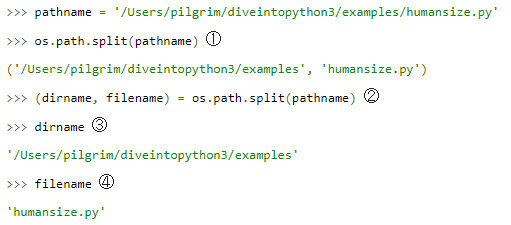 >>> pathname = '/Users/pilgrim/diveintopython3/examples/humansize.py'
>>> os.path.split(pathname) ①
('/Users/pilgrim/diveintopython3/examples', 'humansize.py')
>>> (dirname, filename) = os.path.split(pathname) ②
>>> dirname ③
'/Users/pilgrim/diveintopython3/examples'
>>> filename ④
'humansize.py'